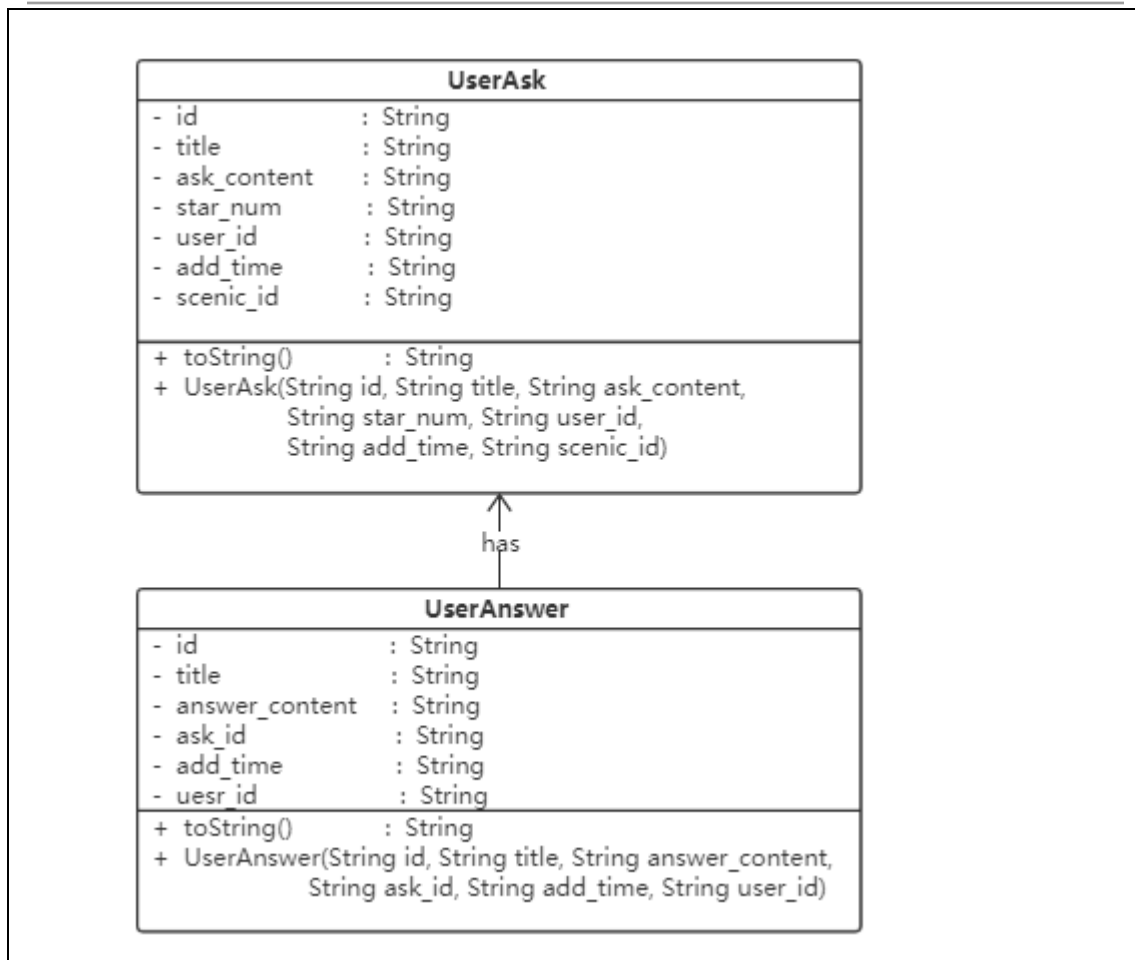 UserAsk
- id : String
- title : String
- ask_content : String
- star_num : String
- user_id : String
- add_time : String
- scenic_id : String
+ toString() : String
+ UserAsk(String id, String title, String ask_content,
String star_num, String user_id,
String add_time, String scenic_id)
has
UserAnswer
- id : String
- title : String
- answer_content : String
- ask_id : String
- add_time : String
- uesr_id : String
+ toString() : String
+ UserAnswer(String id, String title, String answer_content,
String ask_id, String add_time, String user_id)